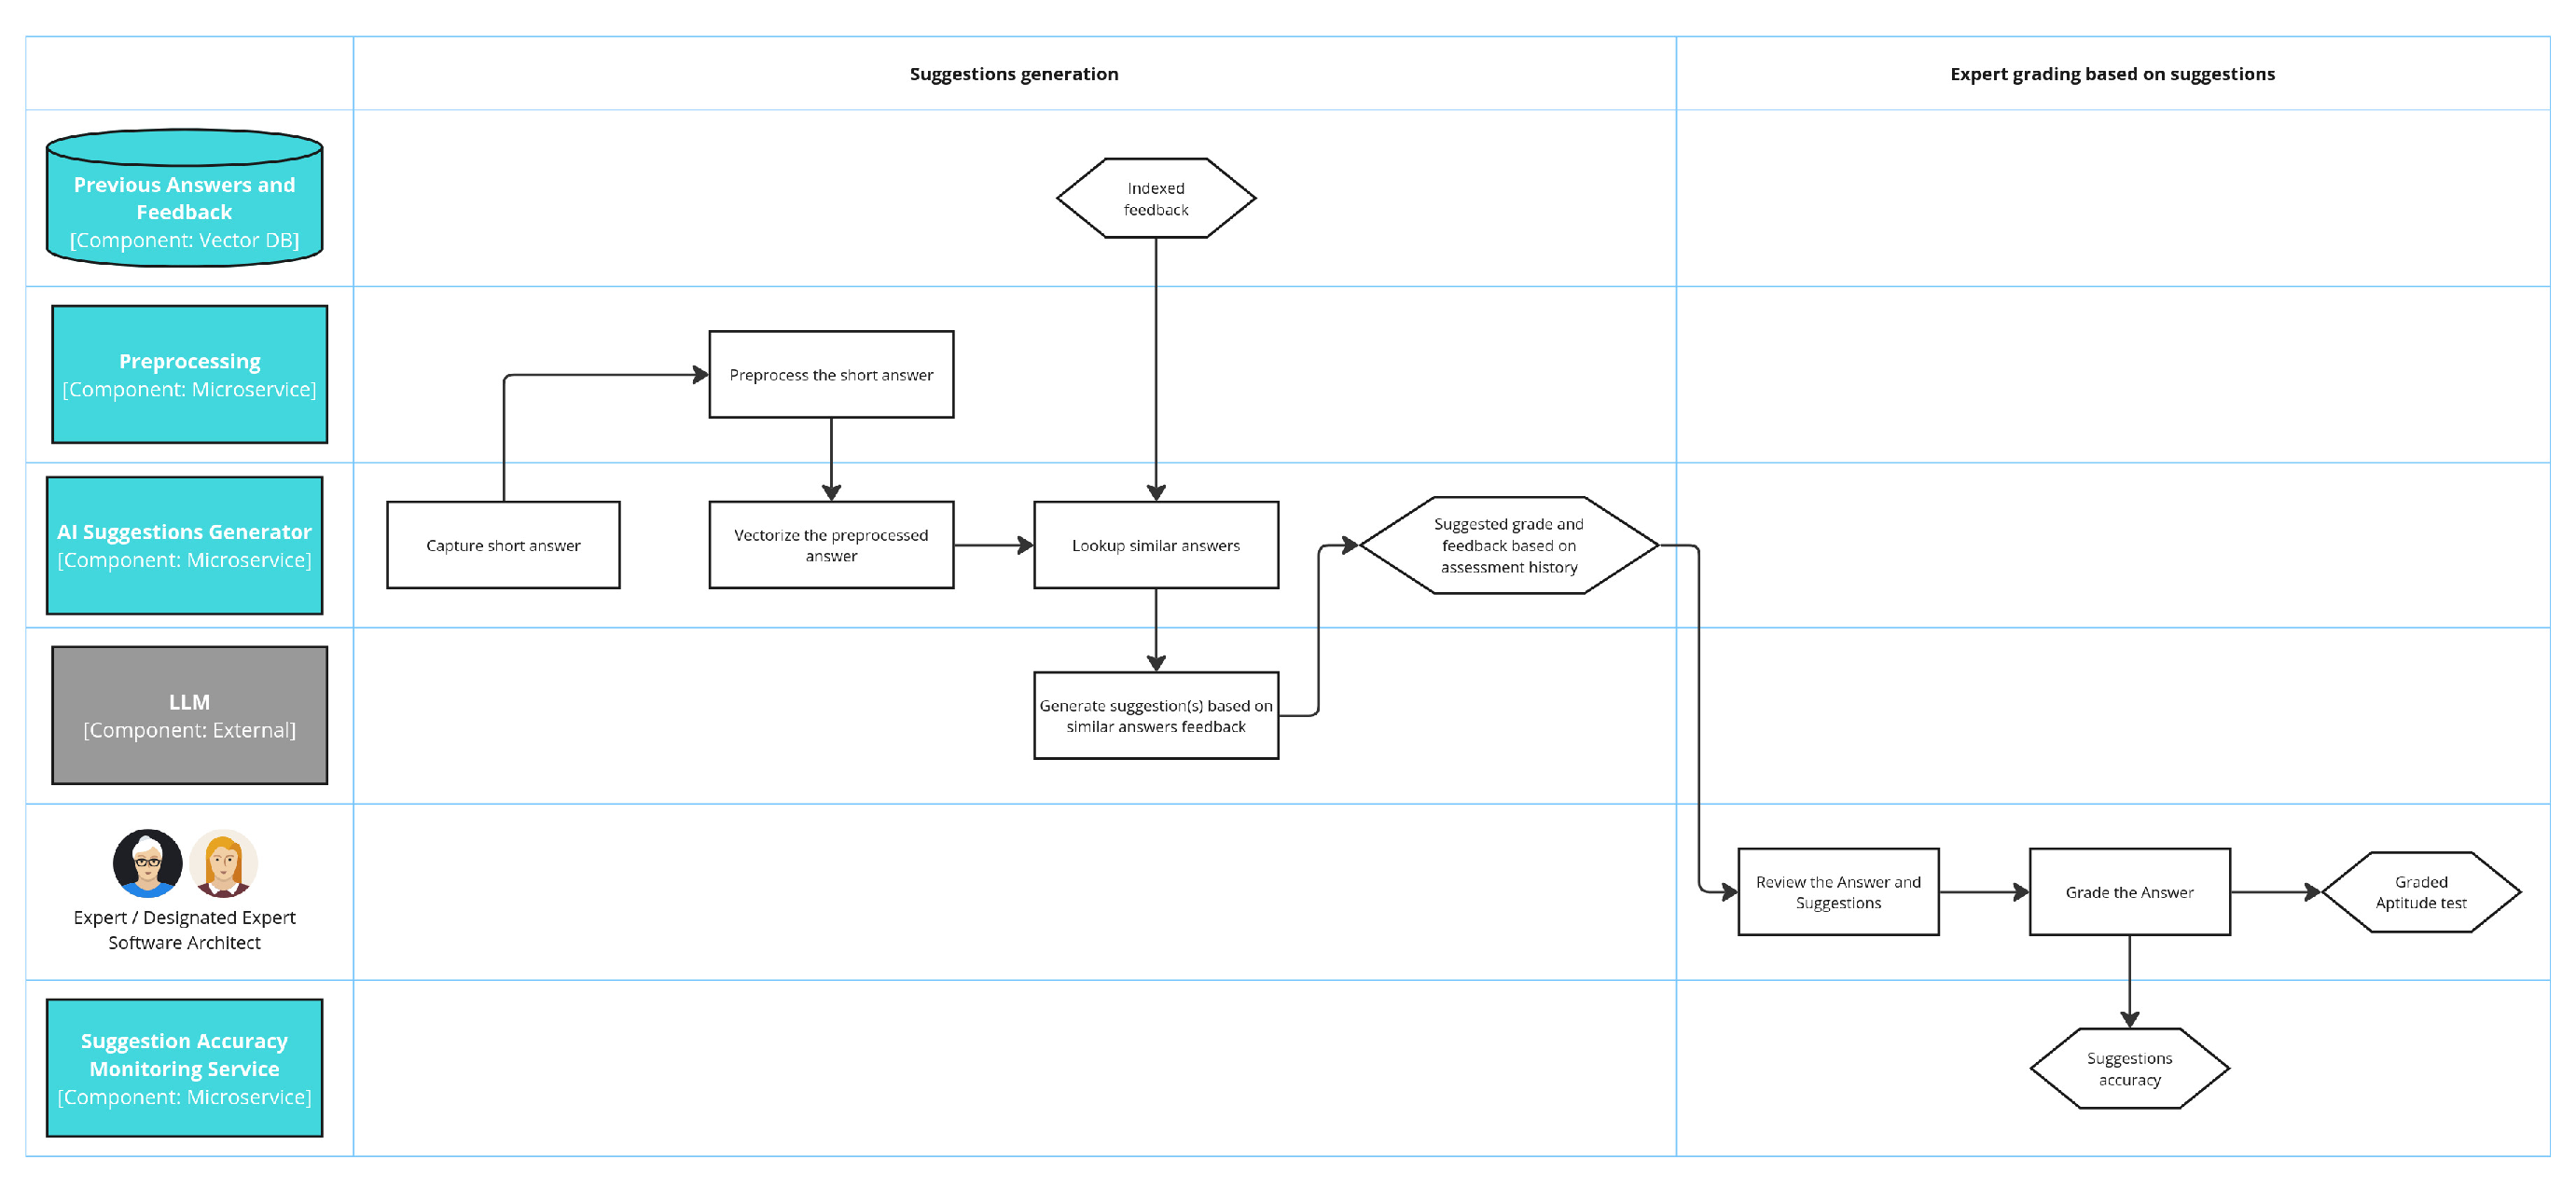 Suggestions generation
Expert grading based on suggestions
Previous Answers and
Feedback
[Component: Vector DB]
Indexed
feedback
Preprocessing
[Component: Microservice]
Preprocess the short answer
AI Suggestions Generator
[Component: Microservice]
Capture short answer
Vectorize the preprocessed
answer
Lookup similar answers
Suggested grade and
feedback based on
assessment history
LLM
[Component: External]
Generate suggestion(s) based on
similar answers feedback
Expert / Designated Expert
Software Architect
Review the Answer and
Suggestions
Grade the Answer
Graded
Aptitude test
Suggestion Accuracy
Monitoring Service
[Component: Microservice]
Suggestions
accuracy